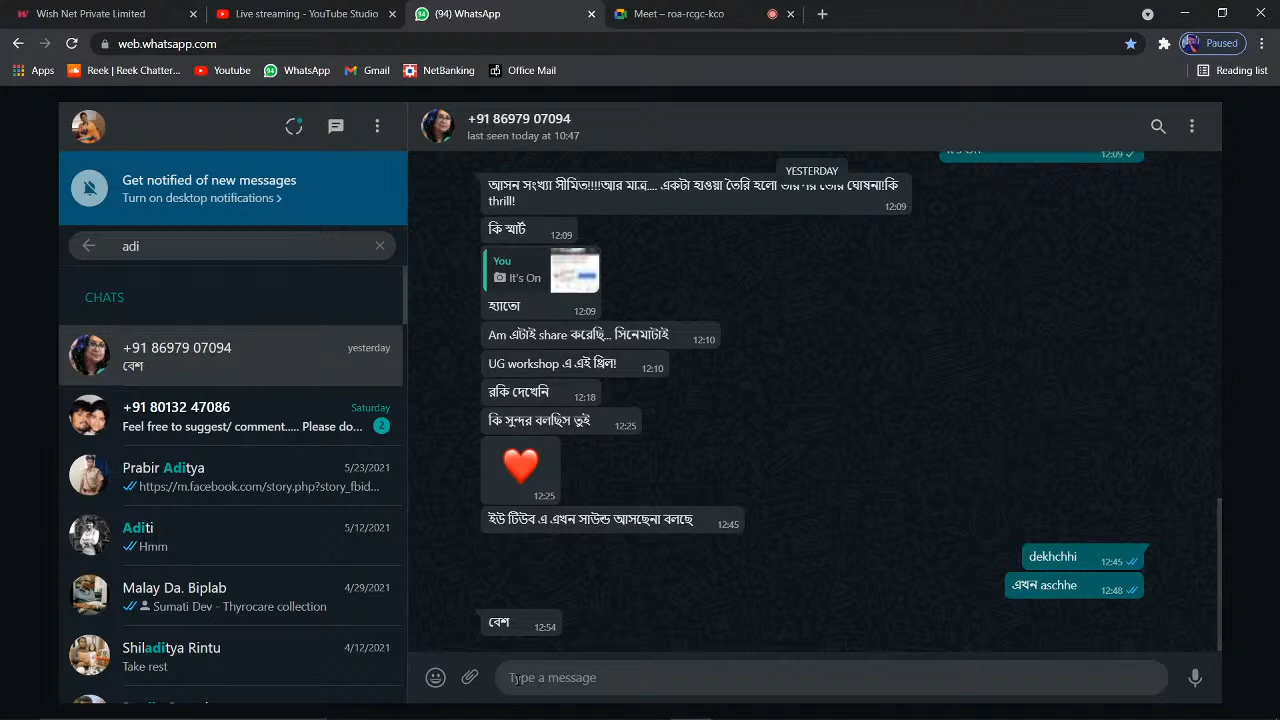 Wish Net Private Limited
Live streaming - YouTube Studio
(94) WhatsApp
Meet – roa-rcgc-kco
web.whatsapp.com
Paused
Apps
Reek | Reek Chatter...
Youtube
94
WhatsApp
Gmail
NetBanking
Office Mail
Reading list
Get notified of new messages
Turn on desktop notifications >
adi
CHATS
+91 86979 07094
yesterday
বেশ
+91 80132 47086
Saturday
Feel free to suggest/ comment..... Please do...
2
Prabir Aditya
5/23/2021
https://m.facebook.com/story.php?story_fbid...
Aditi
5/12/2021
Hmm
Malay Da. Biplab
4/29/2021
Sumati Dev - Thyrocare collection
Shiladitya Rintu
4/12/2021
Take rest
+91 86979 07094
last seen today at 10:47
It's On
12:09
YESTERDAY
আসন সংখ্যা সীমিত!!!!আর মাত্র.... একটা হাওয়া তৈরি হলো তারপর তোর ঘোষনা!কি
thrill!
12:09
কি স্মার্ট
12:09
You
It's On
হ্যাতো
12:09
Am এটাই share করেছি... সিনেমাটাই
12:10
UG workshop এ এই থ্রিল!
12:10
রকি দেখেনি
12:18
কি সুন্দর বলছিস তুই
12:25
12:25
ইউ টিউব এ এখন সাউন্ড আসছেনা বলছে
12:45
dekhchhi
12:45
এখন aschhe
12:48
বেশ
12:54
Type a message